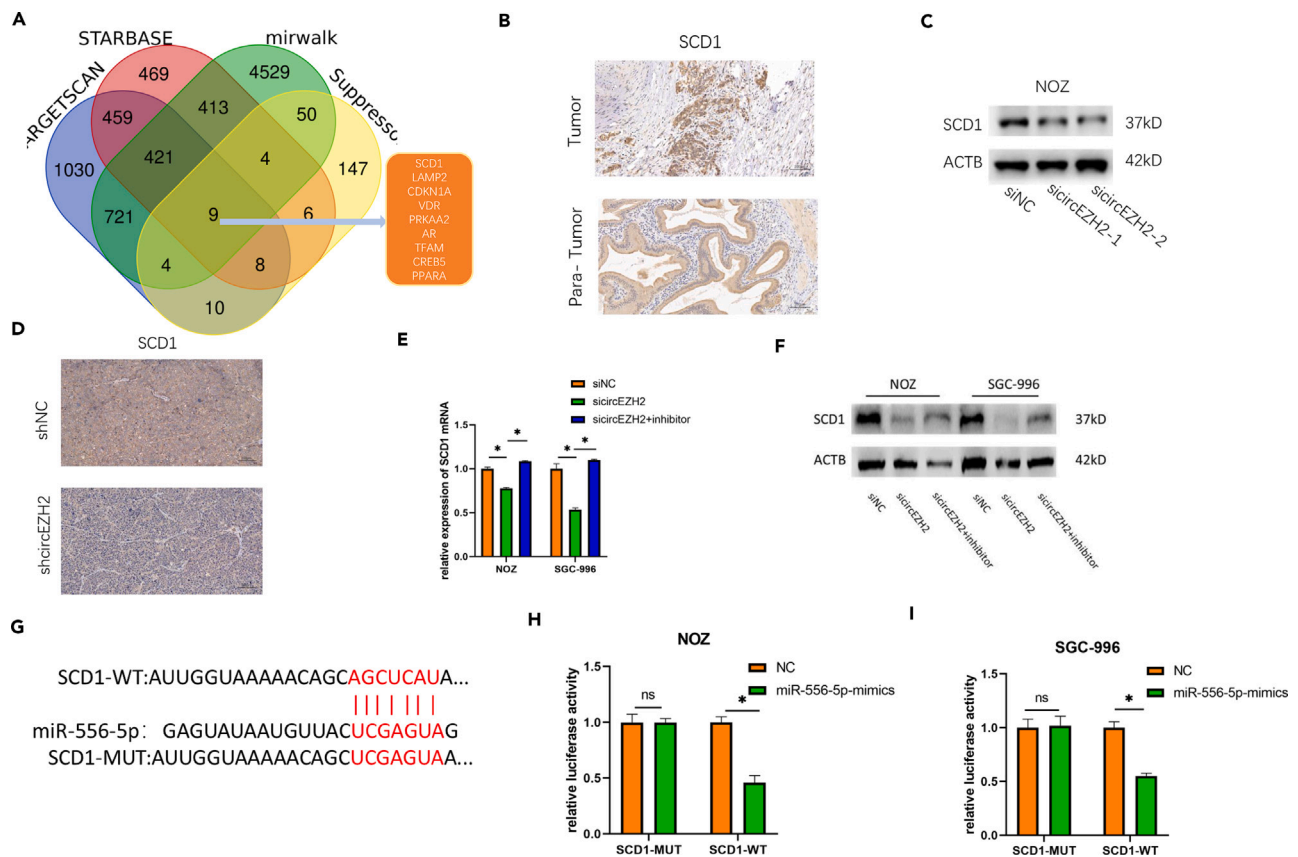 A
STARBASE
mirwalk
ARGETSCAN
Suppressor
469
4529
459
413
50
1030
421
4
147
721
9
6
4
8
10
SCD1
LAMP2
CDKN1A
VDR
PRKAA2
AR
TFAM
CREB5
PPARA
B
SCD1
Tumor
Para- Tumor
C
NOZ
SCD1
37kD
ACTB
42kD
siNC
sicircEZH2-1
sicircEZH2-2
D
SCD1
shNC
shcircEZH2
E
siNC
sicircEZH2
sicircEZH2+inhibitor
relative expression of SCD1 mRNA
1.5
1.0
0.5
0.0
* * * *
NOZ SGC-996
F
NOZ SGC-996
SCD1
37kD
ACTB
42kD
siNC
sicircEZH2
sicircEZH2+inhibitor
siNC
sicircEZH2
sicircEZH2+inhibitor
G
SCD1-WT:AUUGGUAAAAACAGCAGCUCAUA...
miR-556-5p: GAGUAUAAUGUUACUCGAGUAG
SCD1-MUT:AUUGGUAAAAACAGCUCGAGUAA...
H
NOZ
NC
miR-556-5p-mimics
relative luciferase activity
1.5
1.0
0.5
0.0
ns *
SCD1-MUT SCD1-WT
I
SGC-996
NC
miR-556-5p-mimics
relative luciferase activity
1.5
1.0
0.5
0.0
ns *
SCD1-MUT SCD1-WT